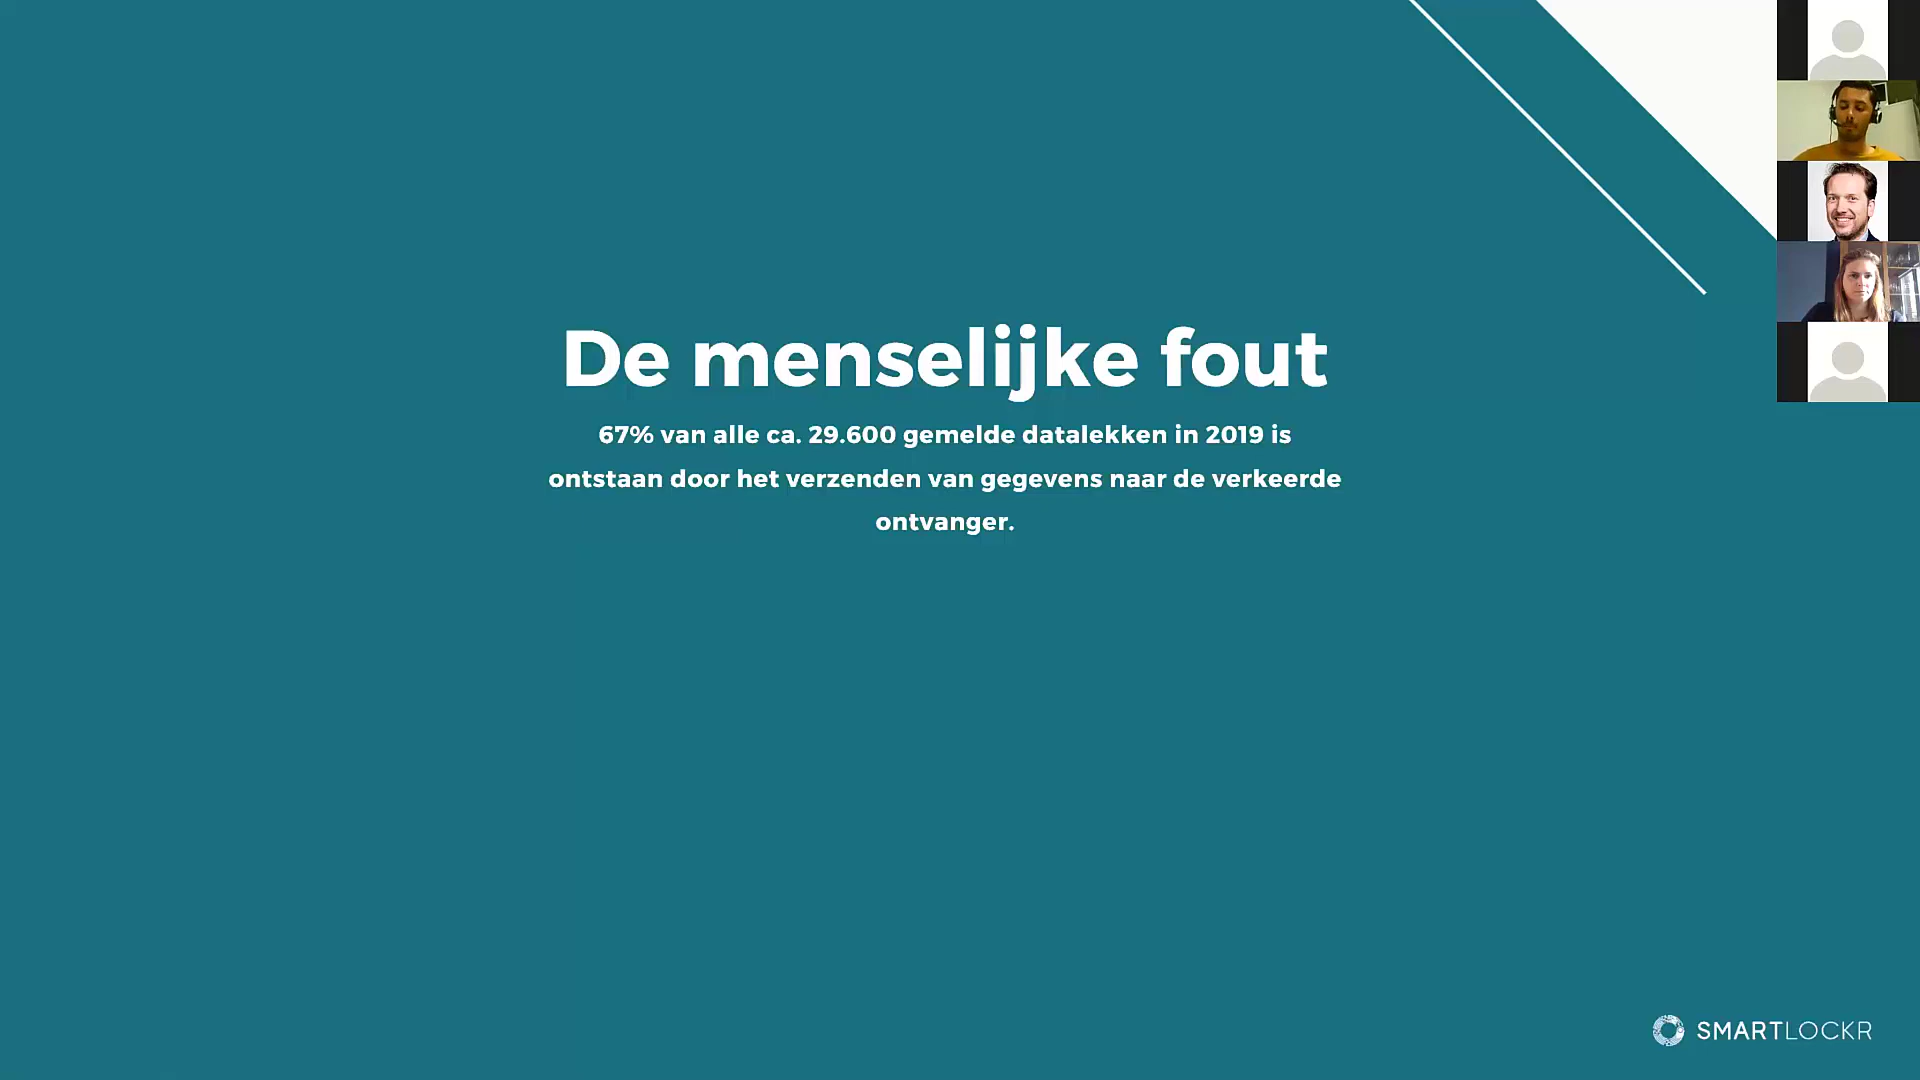 De menselijke fout
67% van alle ca. 29.600 gemelde datalekken in 2019 is
ontstaan door het verzenden van gegevens naar de verkeerde
ontvanger.
SMARTLOCKR